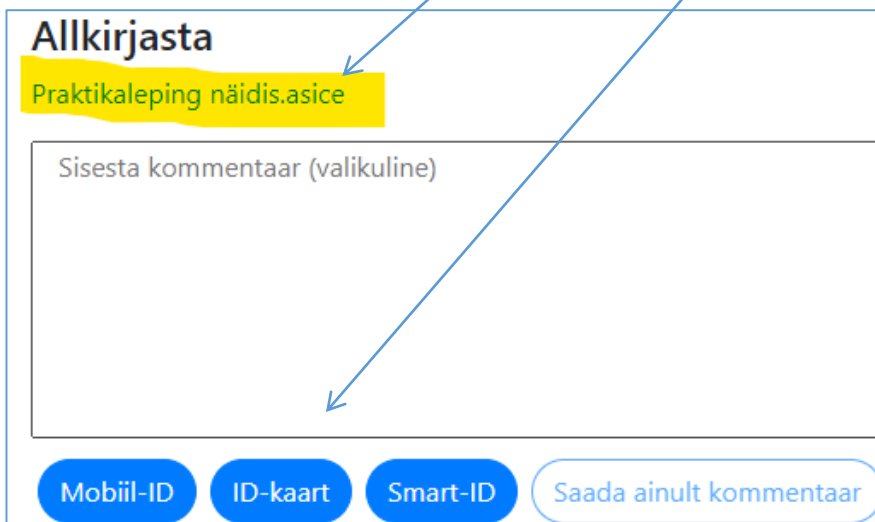 Allkirjasta
Praktikaleping näidis.asice
Sisesta kommentaar (valikuline)
Mobiil-ID ID-kaart Smart-ID Saada ainult kommentaar